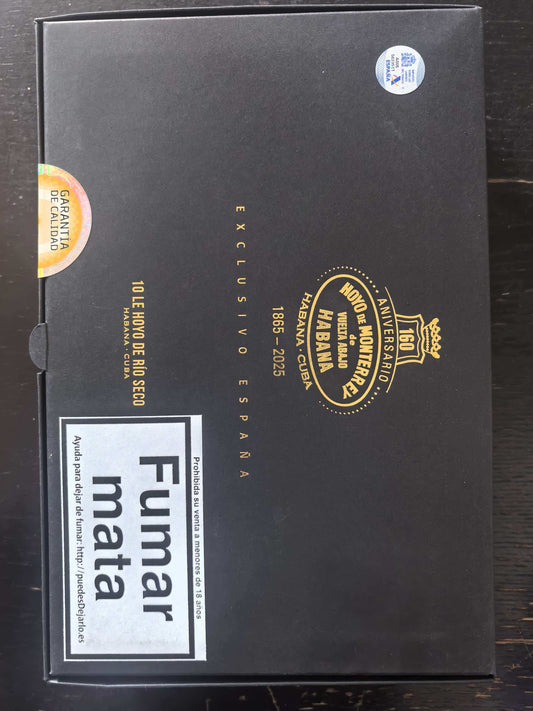 ANIVERSARIO
160
HOYO DE MONTERREY
de
VUELTA ABAJO
HABANA
HABANA · CUBA
1865 – 2025
EXCLUSIVO ESPAÑA
10 LE HOYO DE RÍO SECO
HABANA · CUBA
GARANTÍA
DE CALIDAD
Prohibida su venta a menores de 18 años
Fumar
mata
Ayuda para dejar de fumar: http://puedesDejarlo.es
ESPAÑA